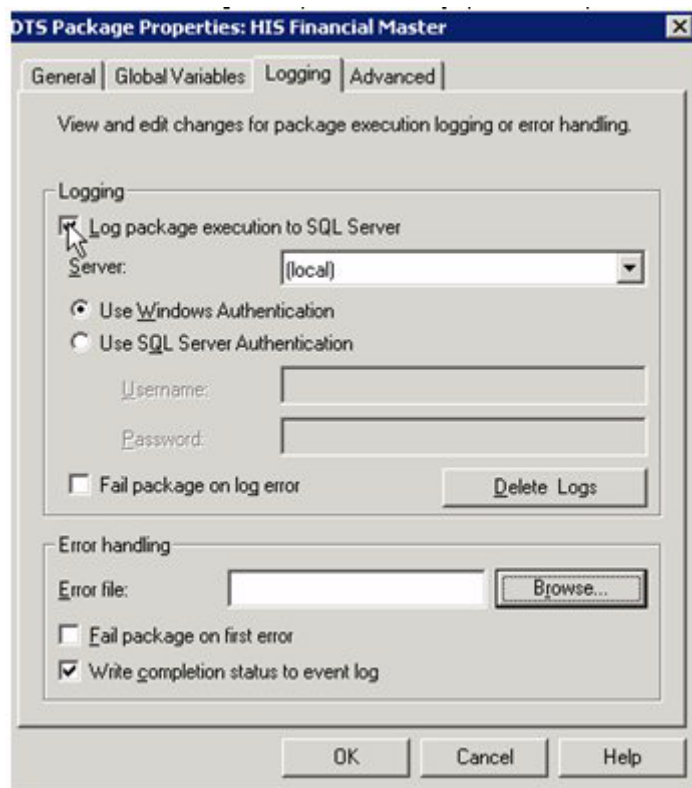 DTS Package Properties: HIS Financial Master
General Global Variables Logging Advanced
View and edit changes for package execution logging or error handling.
Logging
Log package execution to SQL Server
Server: (local)
Use Windows Authentication
Use SQL Server Authentication
Username:
Password:
Fail package on log error Delete Logs
Error handling
Error file: Browse...
Fail package on first error
Write completion status to event log
OK Cancel Help